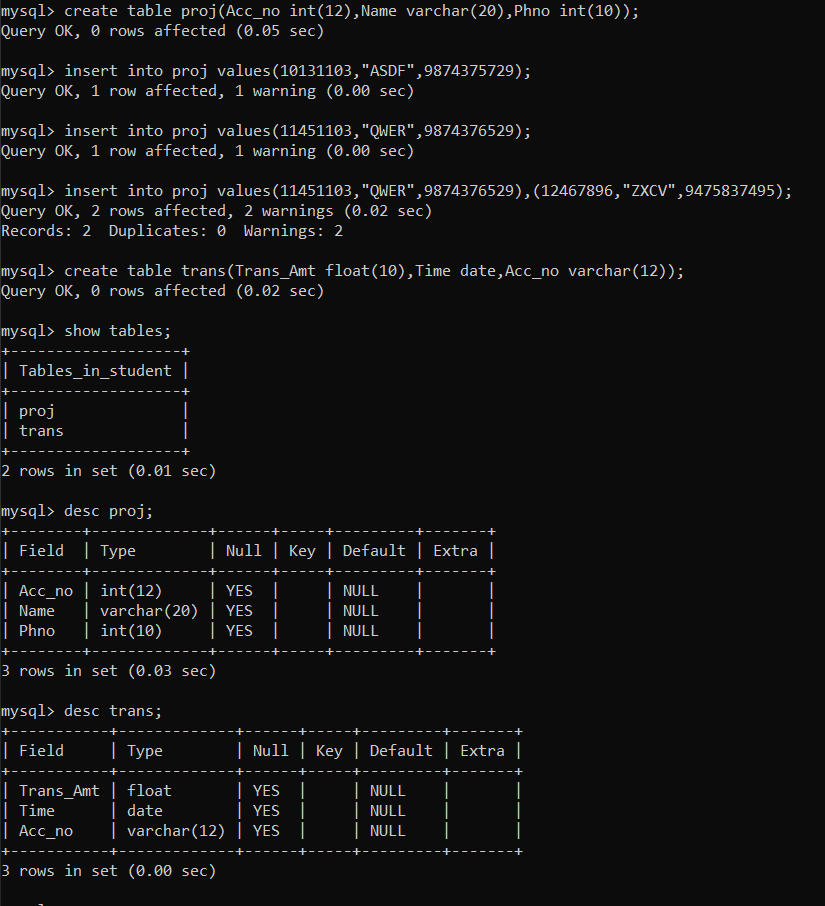 mysql> create table proj(Acc_no int(12),Name varchar(20),Phno int(10));
Query OK, 0 rows affected (0.05 sec)

mysql> insert into proj values(10131103,"ASDF",9874375729);
Query OK, 1 row affected, 1 warning (0.00 sec)

mysql> insert into proj values(11451103,"QWER",9874376529);
Query OK, 1 row affected, 1 warning (0.00 sec)

mysql> insert into proj values(11451103,"QWER",9874376529),(12467896,"ZXCV",9475837495);
Query OK, 2 rows affected, 2 warnings (0.02 sec)
Records: 2  Duplicates: 0  Warnings: 2

mysql> create table trans(Trans_Amt float(10),Time date,Acc_no varchar(12));
Query OK, 0 rows affected (0.02 sec)

mysql> show tables;
+-------------------+
| Tables_in_student |
+-------------------+
| proj              |
| trans             |
+-------------------+
2 rows in set (0.01 sec)

mysql> desc proj;
+--------+-------------+------+-----+---------+-------+
| Field  | Type        | Null | Key | Default | Extra |
+--------+-------------+------+-----+---------+-------+
| Acc_no | int(12)     | YES  |     | NULL    |       |
| Name   | varchar(20) | YES  |     | NULL    |       |
| Phno   | int(10)     | YES  |     | NULL    |       |
+--------+-------------+------+-----+---------+-------+
3 rows in set (0.03 sec)

mysql> desc trans;
+-----------+-------------+------+-----+---------+-------+
| Field     | Type        | Null | Key | Default | Extra |
+-----------+-------------+------+-----+---------+-------+
| Trans_Amt | float       | YES  |     | NULL    |       |
| Time      | date        | YES  |     | NULL    |       |
| Acc_no    | varchar(12) | YES  |     | NULL    |       |
+-----------+-------------+------+-----+---------+-------+
3 rows in set (0.00 sec)